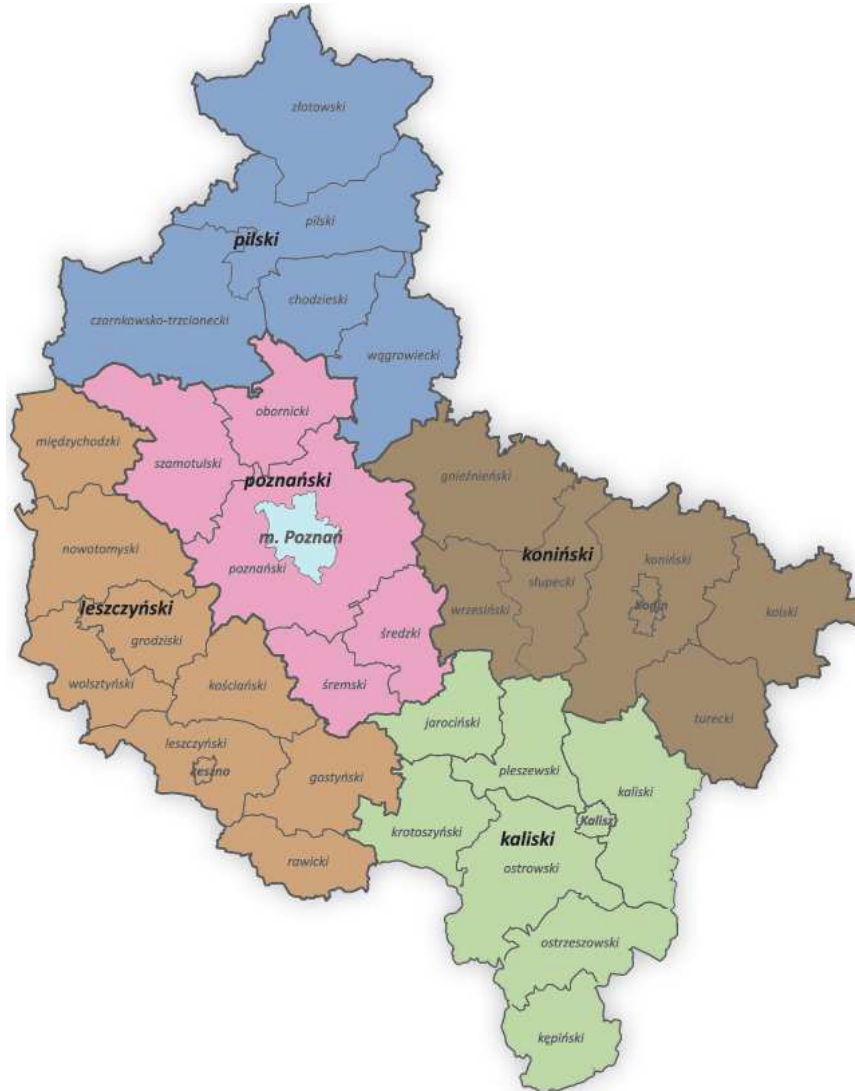 złotowski
pilski
pilski
chodzieski
czarnkowsko-trzcianecki
wągrowiecki
obornicki
międzychodzki
szamotulski
gnieźnieński
poznański
m. Poznań
nowotomyski
poznański
koniński
koniński
słupecki
leszczyński
wrzesiński
Konin
kolski
grodziski
średzki
wolsztyński
kościański
śremski
turecki
jarociński
leszczyński
Leszno
gostyński
pleszewski
kaliski
krotoszyński
Kalisz
kaliski
ostrowski
rawicki
ostrzeszowski
kępiński